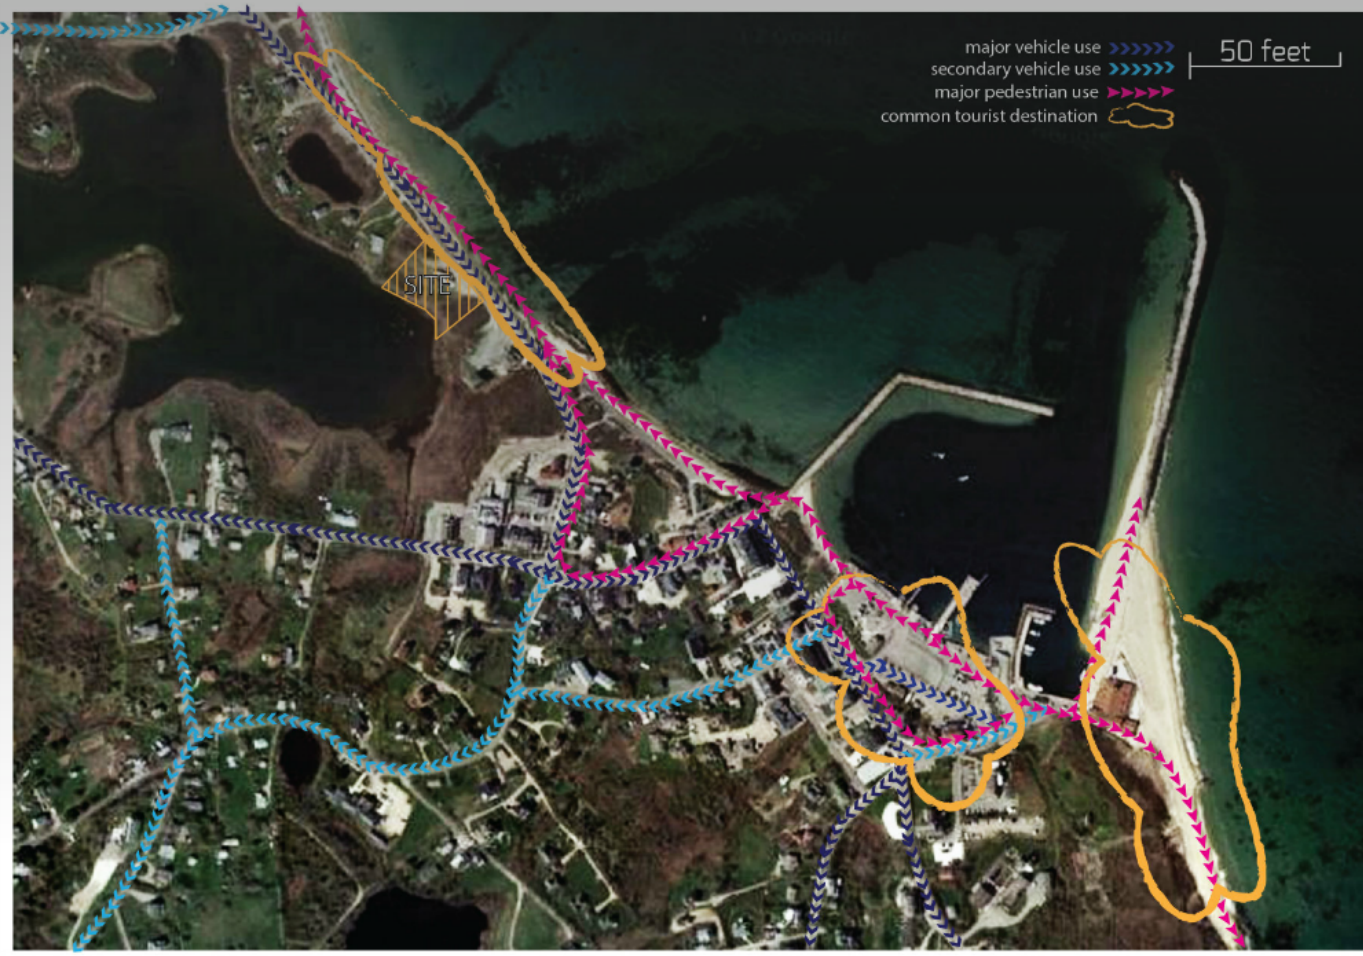 major vehicle use
secondary vehicle use
major pedestrian use
common tourist destination
50 feet
SITE